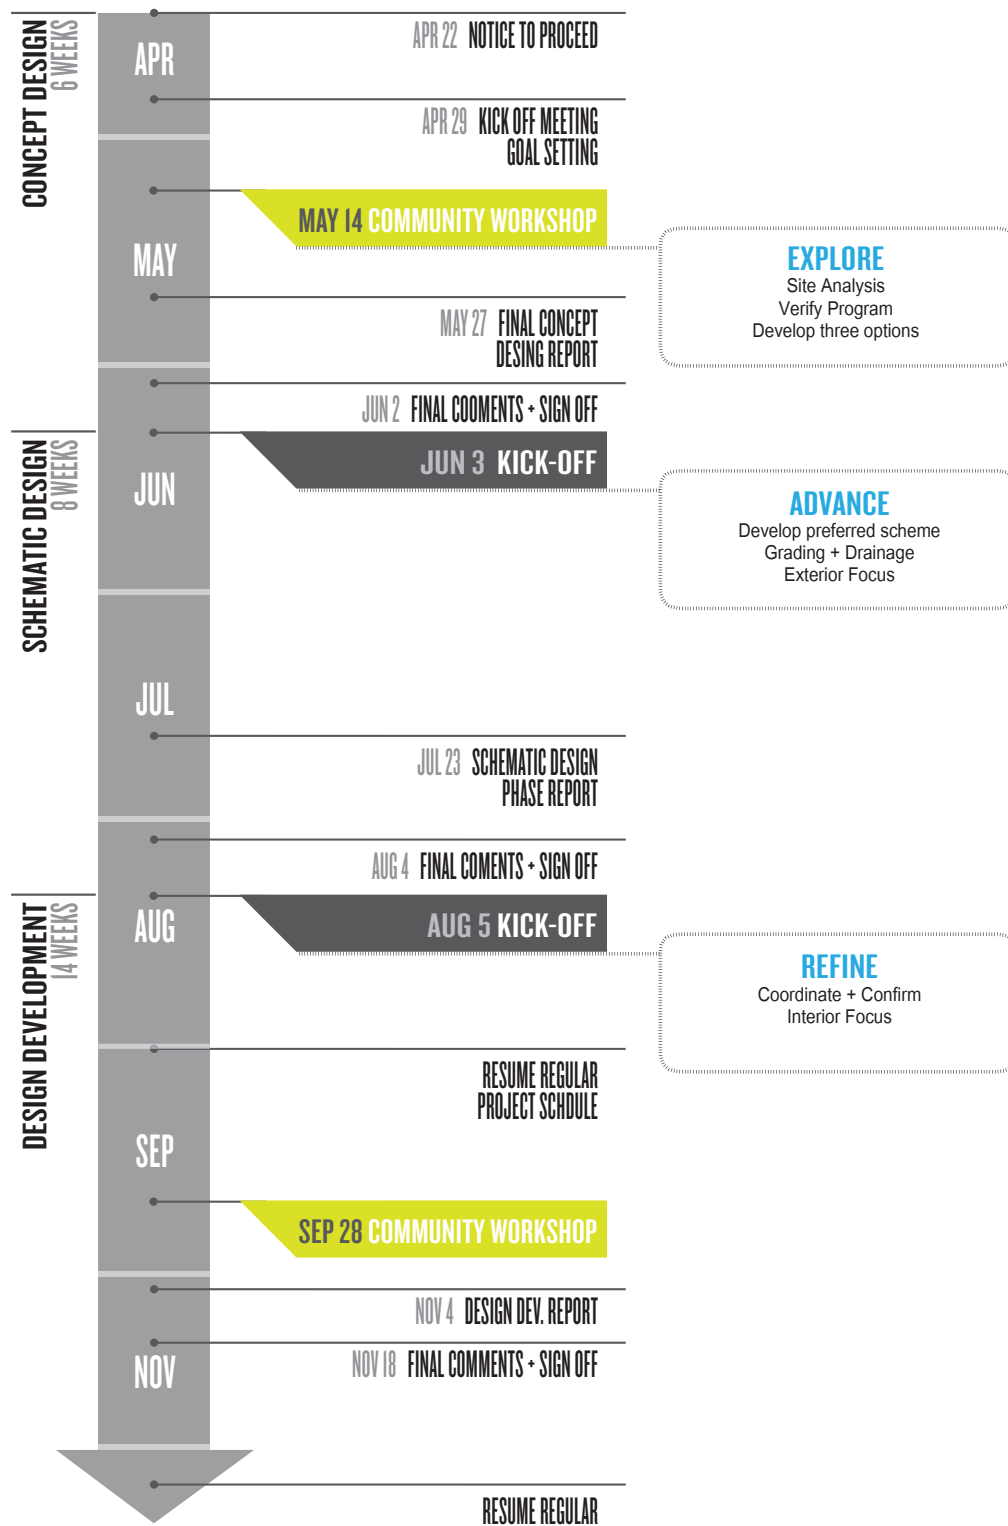 CONCEPT DESIGN
6 WEEKS
APR
APR 22 NOTICE TO PROCEED
APR 29 KICK OFF MEETING
GOAL SETTING
MAY
MAY 14 COMMUNITY WORKSHOP
EXPLORE
Site Analysis
Verify Program
Develop three options
MAY 27 FINAL CONCEPT
DESING REPORT
JUN 2 FINAL COOMENTS + SIGN OFF
SCHEMATIC DESIGN
8 WEEKS
JUN
JUN 3 KICK-OFF
ADVANCE
Develop preferred scheme
Grading + Drainage
Exterior Focus
JUL
JUL 23 SCHEMATIC DESIGN
PHASE REPORT
AUG 4 FINAL COMENTS + SIGN OFF
DESIGN DEVELOPMENT
14 WEEKS
AUG
AUG 5 KICK-OFF
REFINE
Coordinate + Confirm
Interior Focus
RESUME REGULAR
PROJECT SCHDULE
SEP
SEP 28 COMMUNITY WORKSHOP
NOV 4 DESIGN DEV. REPORT
NOV
NOV 18 FINAL COMMENTS + SIGN OFF
RESUME REGULAR